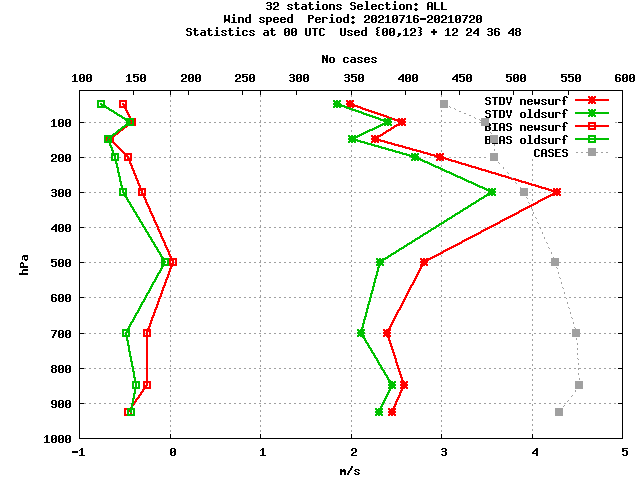 32 stations Selection: ALL
Wind speed  Period: 20210716-20210720
Statistics at 00 UTC  Used {00,12} + 12 24 36 48
No cases
100 150 200 250 300 350 400 450 500 550 600
STDV newsurf
STDV oldsurf
BIAS newsurf
BIAS oldsurf
CASES
100
200
300
400
500
600
700
800
900
1000
hPa
-1 0 1 2 3 4 5
m/s